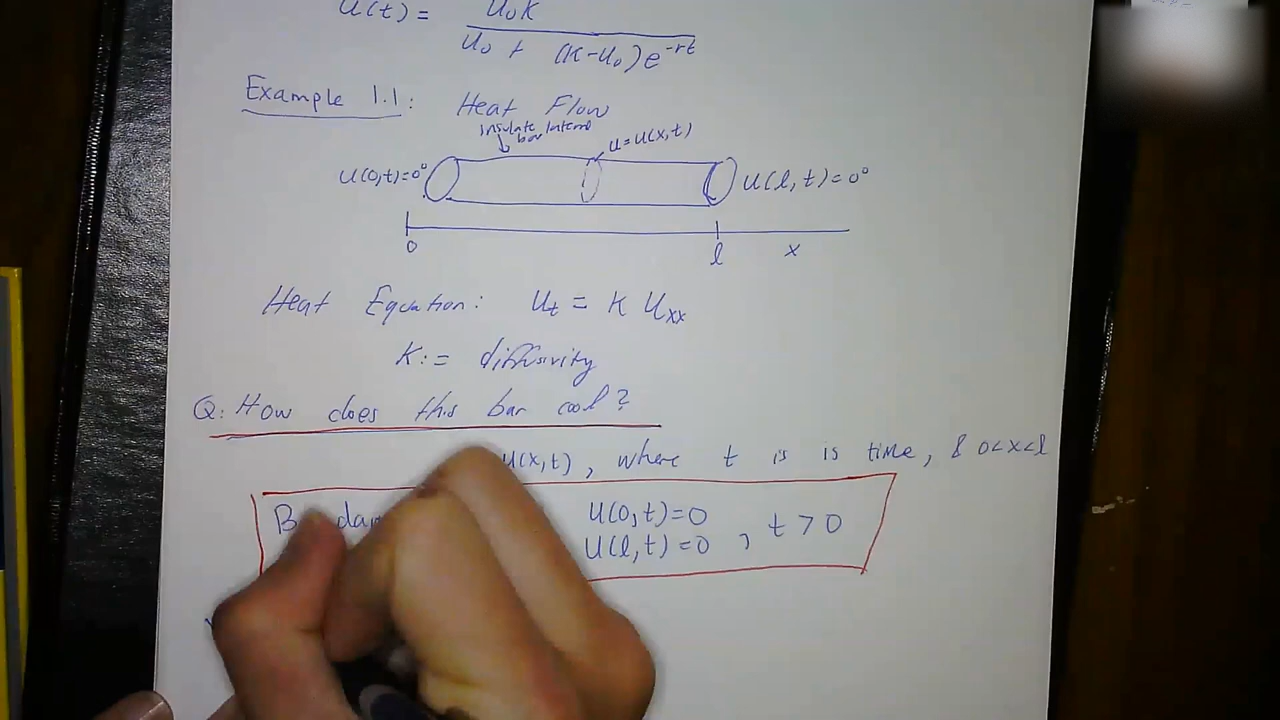 u(t) = u₀k / u₀ + (k-u₀)e^-rt
Example 1.1: Heat Flow
insulate lateral
bar
u=u(x,t)
u(0,t)=0° u(l,t)=0°
0 l x
Heat Equation: u_t = k u_xx
k:= diffusivity
Q: How does this bar cool?
u(x,t), where t is is time, & 0<x<l
u(0,t)=0
u(l,t)=0 , t > 0